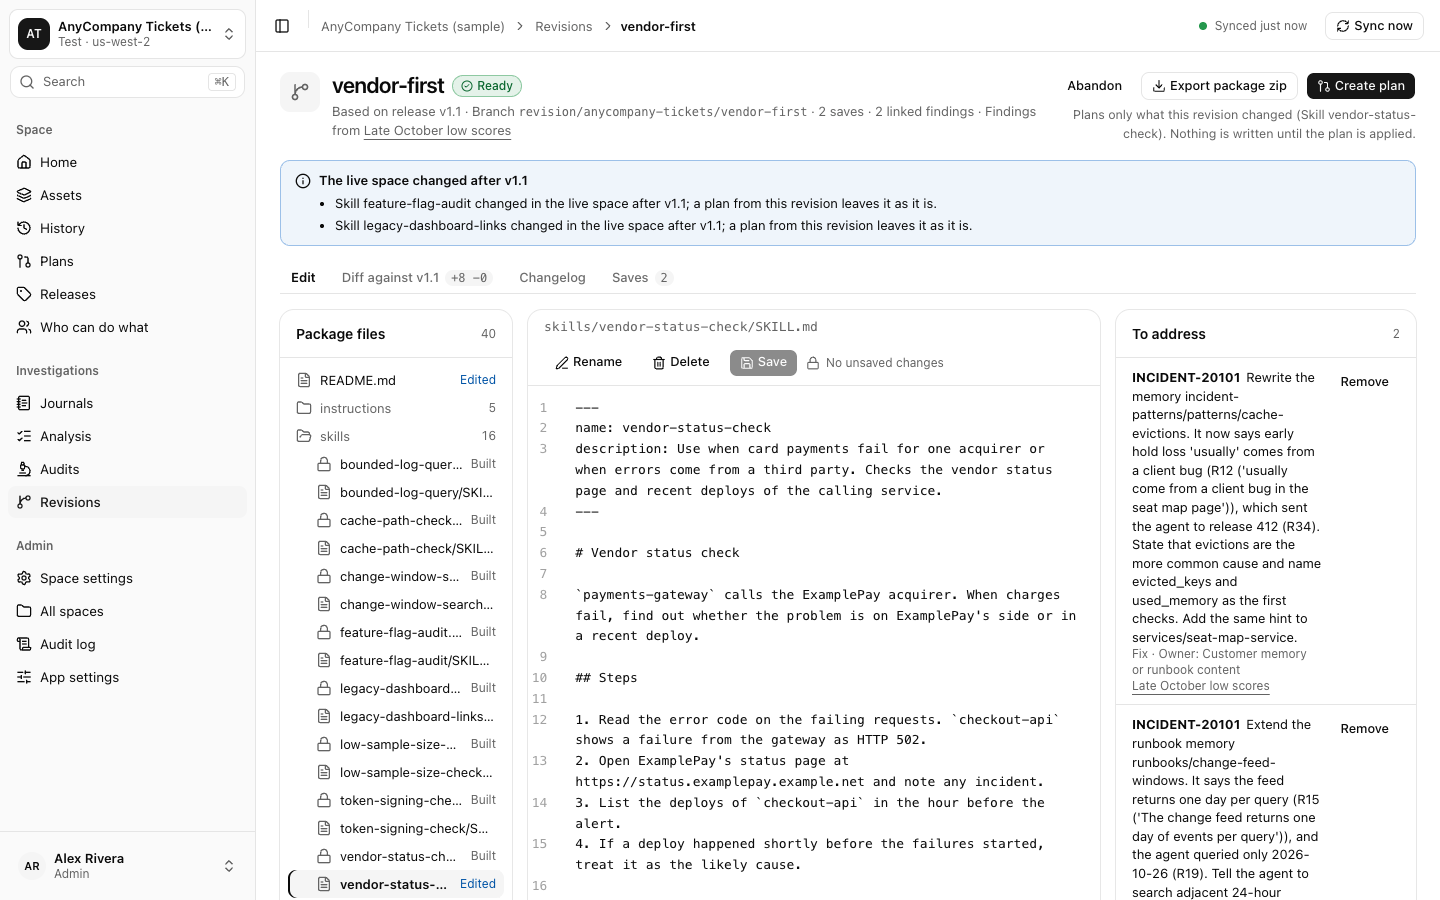 AT
AnyCompany Tickets (...
Test · us-west-2
Search
⌘K
Space
Home
Assets
History
Plans
Releases
Who can do what
Investigations
Journals
Analysis
Audits
Revisions
Admin
Space settings
All spaces
Audit log
App settings
AR
Alex Rivera
Admin
AnyCompany Tickets (sample)
Revisions
vendor-first
Synced just now
Sync now
vendor-first
Ready
Based on release v1.1 · Branch revision/anycompany-tickets/vendor-first · 2 saves · 2 linked findings · Findings
from Late October low scores
Abandon
Export package zip
Create plan
Plans only what this revision changed (Skill vendor-status-
check). Nothing is written until the plan is applied.
The live space changed after v1.1
• Skill feature-flag-audit changed in the live space after v1.1; a plan from this revision leaves it as it is.
• Skill legacy-dashboard-links changed in the live space after v1.1; a plan from this revision leaves it as it is.
Edit
Diff against v1.1 +8 −0
Changelog
Saves 2
Package files 40
README.md Edited
instructions 5
skills 16
bounded-log-quer... Built
bounded-log-query/SKI...
cache-path-check... Built
cache-path-check/SKIL...
change-window-s... Built
change-window-search...
feature-flag-audit.... Built
feature-flag-audit/SKIL...
legacy-dashboard... Built
legacy-dashboard-links...
low-sample-size-... Built
low-sample-size-check...
token-signing-che... Built
token-signing-check/S...
vendor-status-ch... Built
vendor-status-... Edited
skills/vendor-status-check/SKILL.md
Rename
Delete
Save
No unsaved changes
1 ---
2 name: vendor-status-check
3 description: Use when card payments fail for one acquirer or
when errors come from a third party. Checks the vendor status
page and recent deploys of the calling service.
4 ---
5
6 # Vendor status check
7
8 `payments-gateway` calls the ExamplePay acquirer. When charges
fail, find out whether the problem is on ExamplePay's side or in
a recent deploy.
9
10 ## Steps
11
12 1. Read the error code on the failing requests. `checkout-api`
shows a failure from the gateway as HTTP 502.
13 2. Open ExamplePay's status page at
https://status.examplepay.example.net and note any incident.
14 3. List the deploys of `checkout-api` in the hour before the
alert.
15 4. If a deploy happened shortly before the failures started,
treat it as the likely cause.
16
To address 2
INCIDENT-20101 Rewrite the
memory incident-
patterns/patterns/cache-
evictions. It now says early
hold loss 'usually' comes from
a client bug (R12 ('usually
come from a client bug in the
seat map page')), which sent
the agent to release 412 (R34).
State that evictions are the
more common cause and name
evicted_keys and
used_memory as the first
checks. Add the same hint to
services/seat-map-service.
Fix · Owner: Customer memory
or runbook content
Late October low scores
Remove
INCIDENT-20101 Extend the
runbook memory
runbooks/change-feed-
windows. It says the feed
returns one day per query (R15
('The change feed returns one
day of events per query')), and
the agent queried only 2026-
10-26 (R19). Tell the agent to
search adjacent 24-hour
Remove